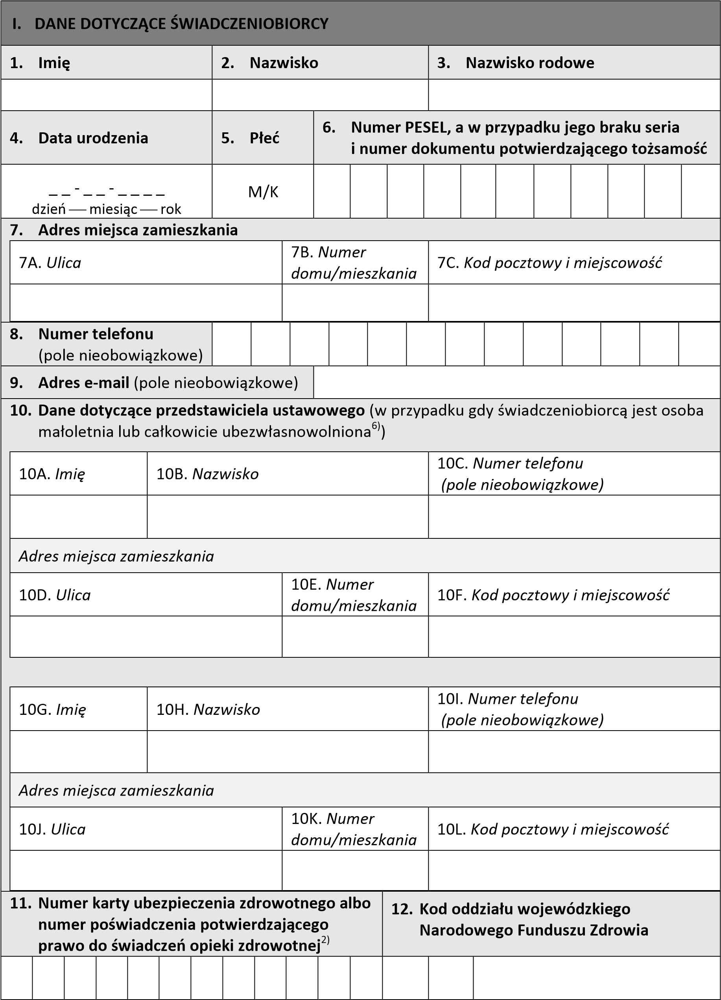 I. DANE DOTYCZĄCE ŚWIADCZENIOBIORCY
1. Imię
2. Nazwisko
3. Nazwisko rodowe
4. Data urodzenia
5. Płeć
6. Numer PESEL, a w przypadku jego braku seria
i numer dokumentu potwierdzającego tożsamość
_ _ - _ _ - _ _ _ _
dzień — miesiąc — rok
M/K
7. Adres miejsca zamieszkania
7A. Ulica
7B. Numer
domu/mieszkania
7C. Kod pocztowy i miejscowość
8. Numer telefonu
(pole nieobowiązkowe)
9. Adres e-mail (pole nieobowiązkowe)
10. Dane dotyczące przedstawiciela ustawowego (w przypadku gdy świadczeniobiorcą jest osoba
małoletnia lub całkowicie ubezwłasnowolniona6))
10A. Imię
10B. Nazwisko
10C. Numer telefonu
(pole nieobowiązkowe)
Adres miejsca zamieszkania
10D. Ulica
10E. Numer
domu/mieszkania
10F. Kod pocztowy i miejscowość
10G. Imię
10H. Nazwisko
10I. Numer telefonu
(pole nieobowiązkowe)
Adres miejsca zamieszkania
10J. Ulica
10K. Numer
domu/mieszkania
10L. Kod pocztowy i miejscowość
11. Numer karty ubezpieczenia zdrowotnego albo
numer poświadczenia potwierdzającego
prawo do świadczeń opieki zdrowotnej2)
12. Kod oddziału wojewódzkiego
Narodowego Funduszu Zdrowia